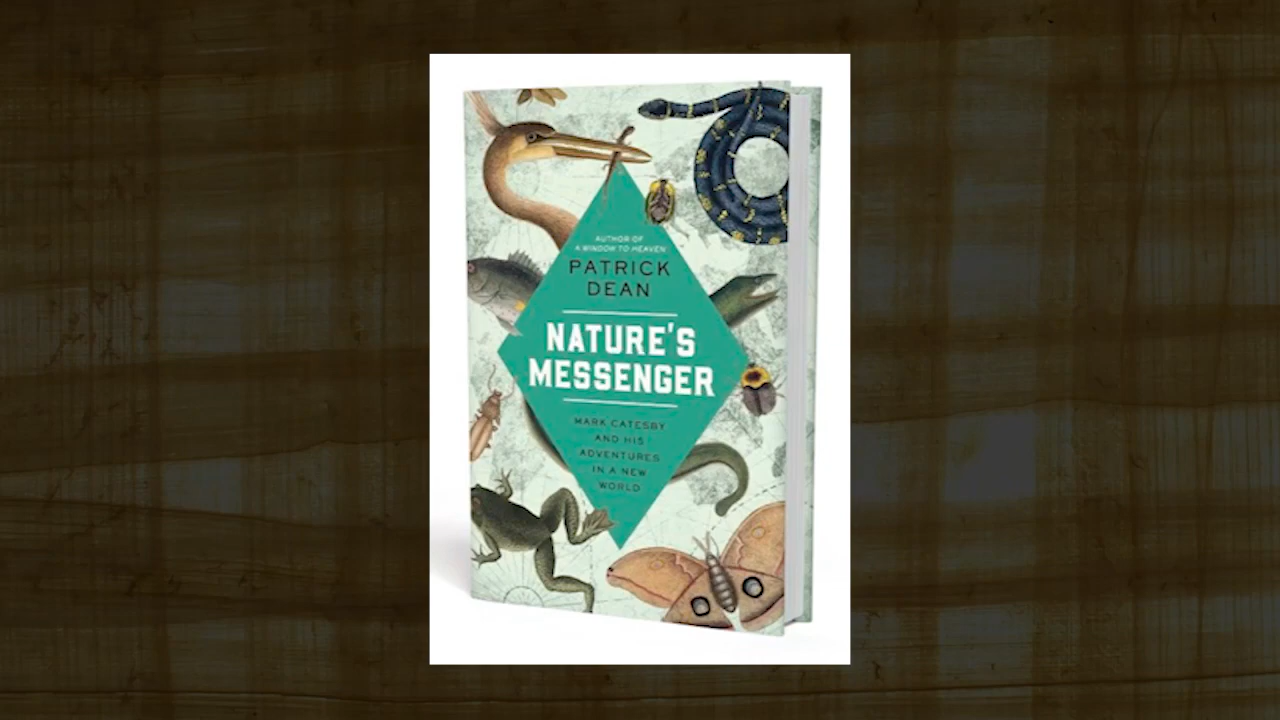 AUTHOR OF
A WINDOW TO HEAVEN
PATRICK
DEAN
NATURE'S
MESSENGER
MARK CATESBY
AND HIS
ADVENTURES
IN A NEW
WORLD